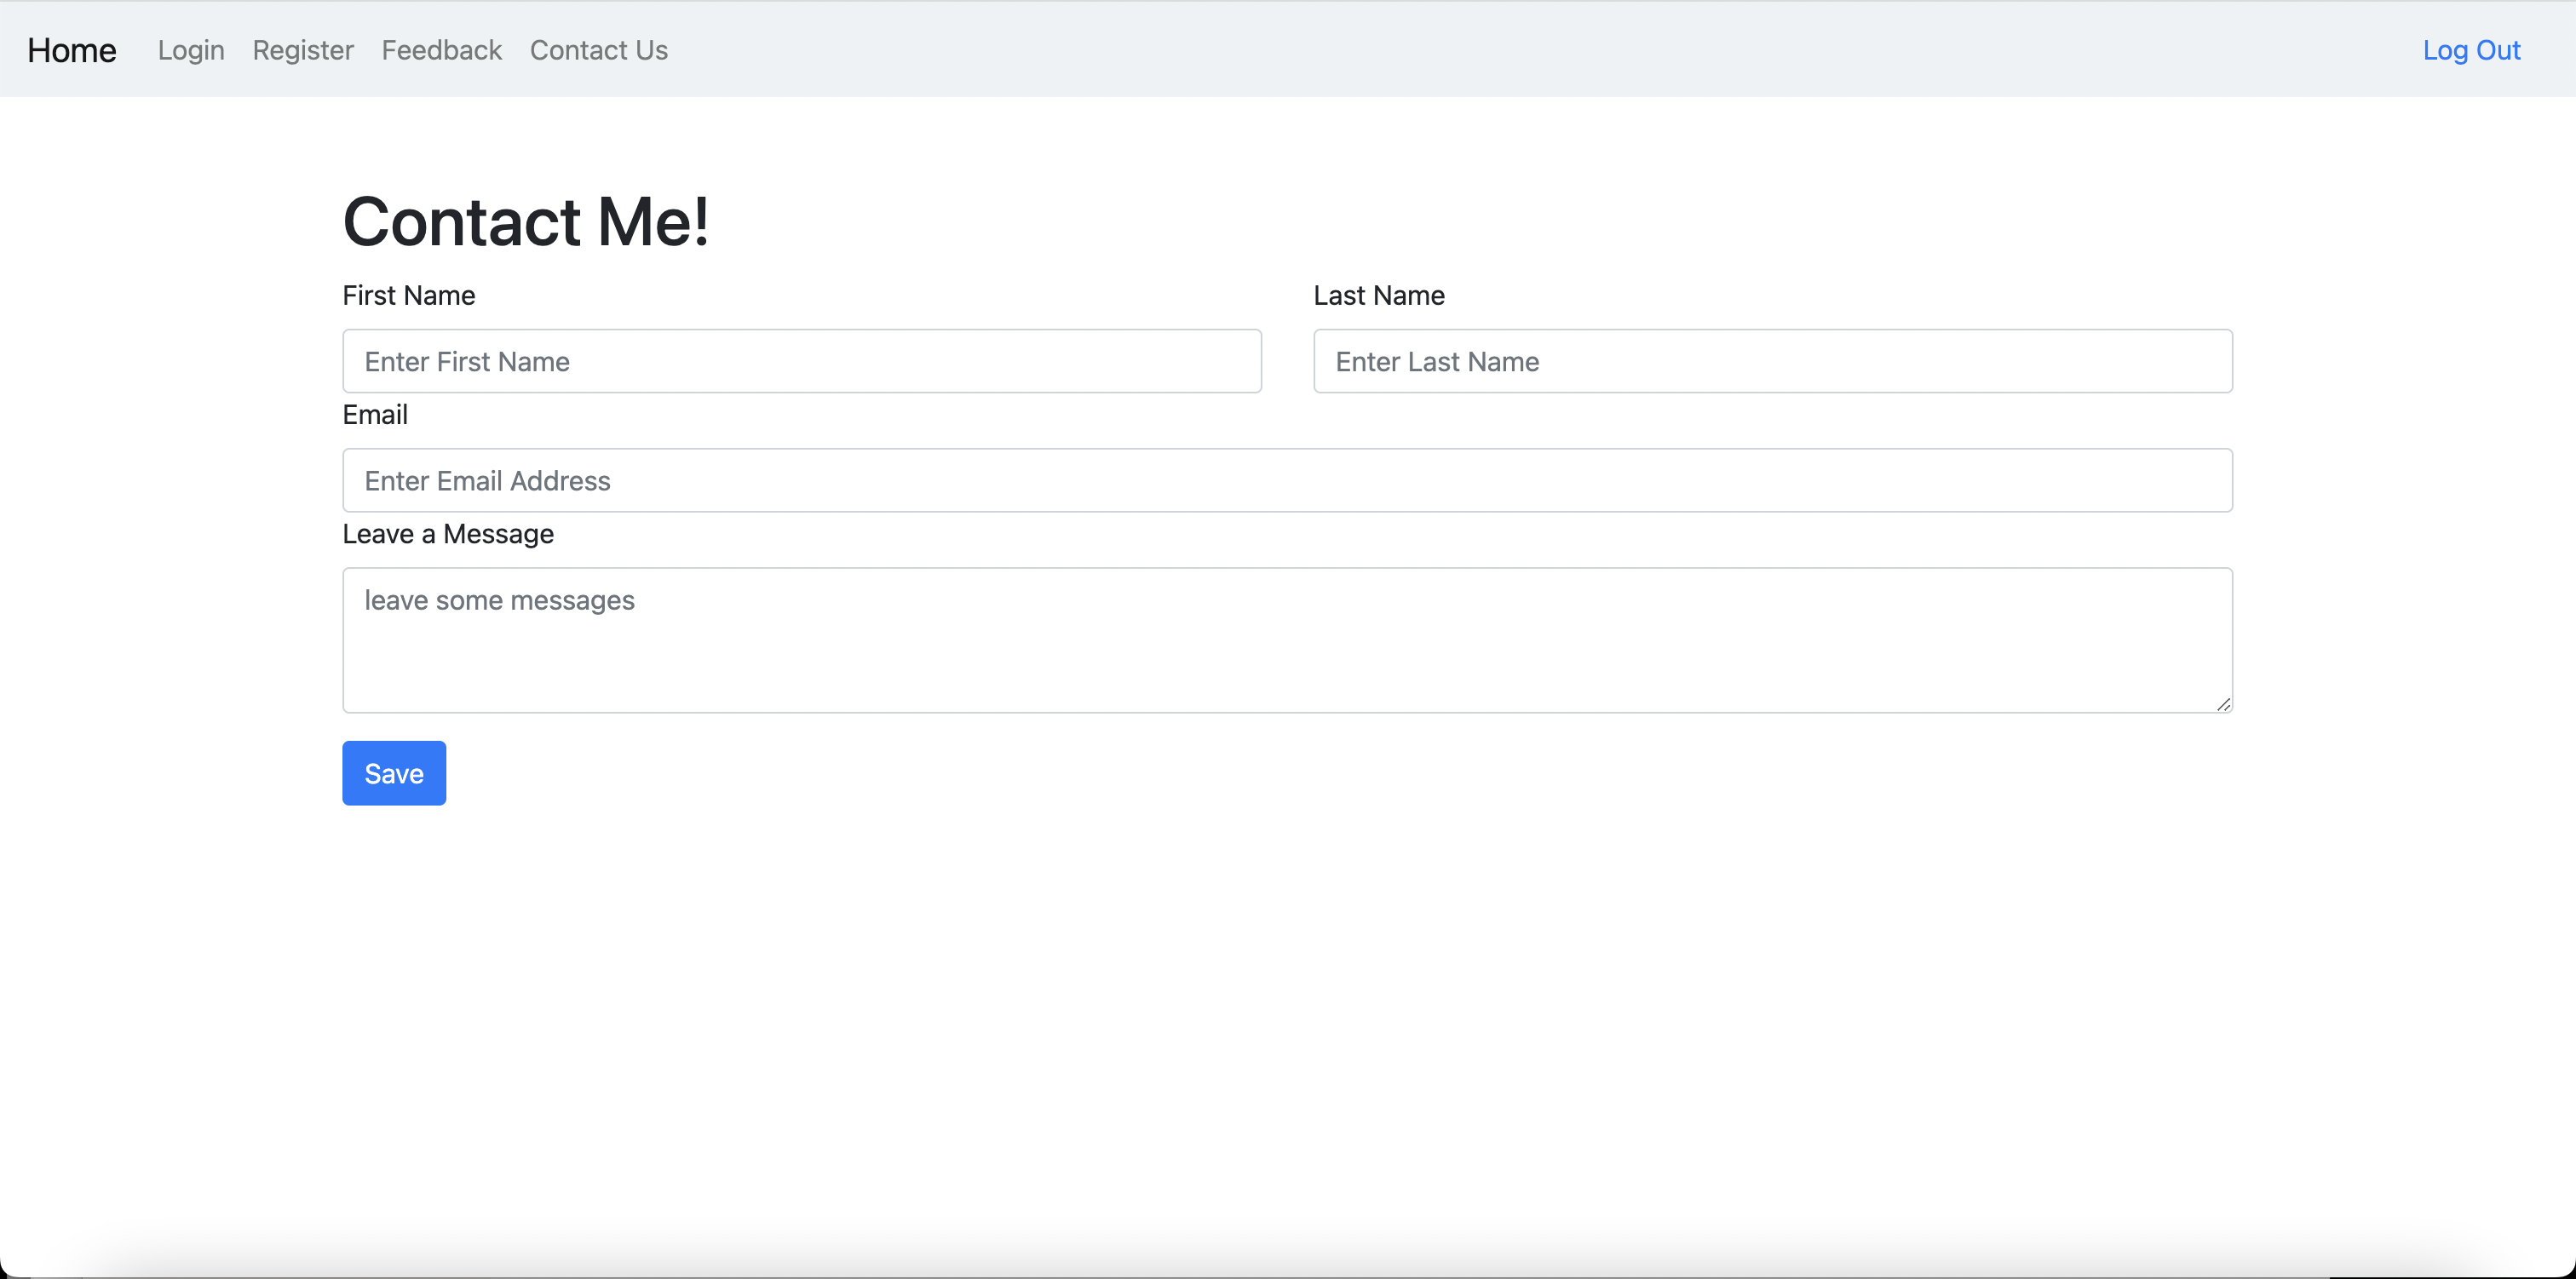 Home Login Register Feedback Contact Us Log Out
Contact Me!
First Name Last Name
Enter First Name Enter Last Name
Email
Enter Email Address
Leave a Message
leave some messages
Save